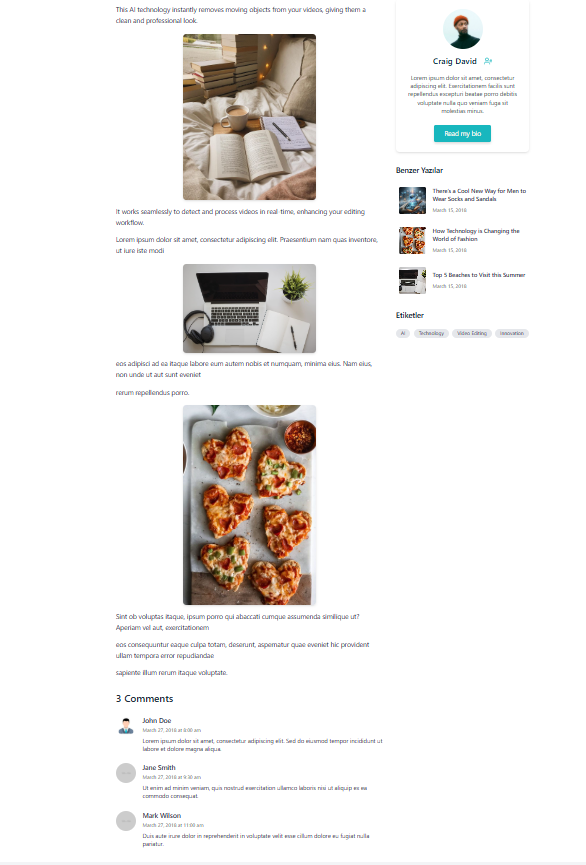 This AI technology instantly removes moving objects from your videos, giving them a
clean and professional look.
It works seamlessly to detect and process videos in real-time, enhancing your editing
workflow.
Lorem ipsum dolor sit amet, consectetur adipisicing elit. Praesentium nam quas inventore,
ut iure iste modi
eos adipisci ad ea itaque labore eum autem nobis et numquam, minima eius. Nam eius,
non unde ut aut sunt eveniet
rerum repellendus porro.
Sint ob voluptas itaque, ipsum porro qui abaccati cumque assumenda similique ut?
Aperiam vel aut, exercitationem
eos consequuntur eaque culpa totam, deserunt, aspernatur quae eveniet hic provident
ullam tempora error repudiandae
sapiente illum rerum itaque voluptate.
3 Comments
John Doe
March 27, 2018 at 8:00 am
Lorem ipsum dolor sit amet, consectetur adipiscing elit. Sed do eiusmod tempor incididunt ut
labore et dolore magna aliqua.
Jane Smith
March 27, 2018 at 9:30 am
Ut enim ad minim veniam, quis nostrud exercitation ullamco laboris nisi ut aliquip ex ea
commodo consequat.
Mark Wilson
March 27, 2018 at 11:00 am
Duis aute irure dolor in reprehenderit in voluptate velit esse cillum dolore eu fugiat nulla
pariatur.
Craig David
Lorem ipsum dolor sit amet, consectetur
adipisicing elit. Exercitationem facilis sunt
repellendus excepturi beatae porro debitis
voluptate nulla quo veniam fuga sit
molestias minus.
Read my bio
Benzer Yazılar
There's a Cool New Way for Men to
Wear Socks and Sandals
March 15, 2018
How Technology is Changing the
World of Fashion
March 15, 2018
Top 5 Beaches to Visit this Summer
March 15, 2018
Etiketler
AI
Technology
Video Editing
Innovation